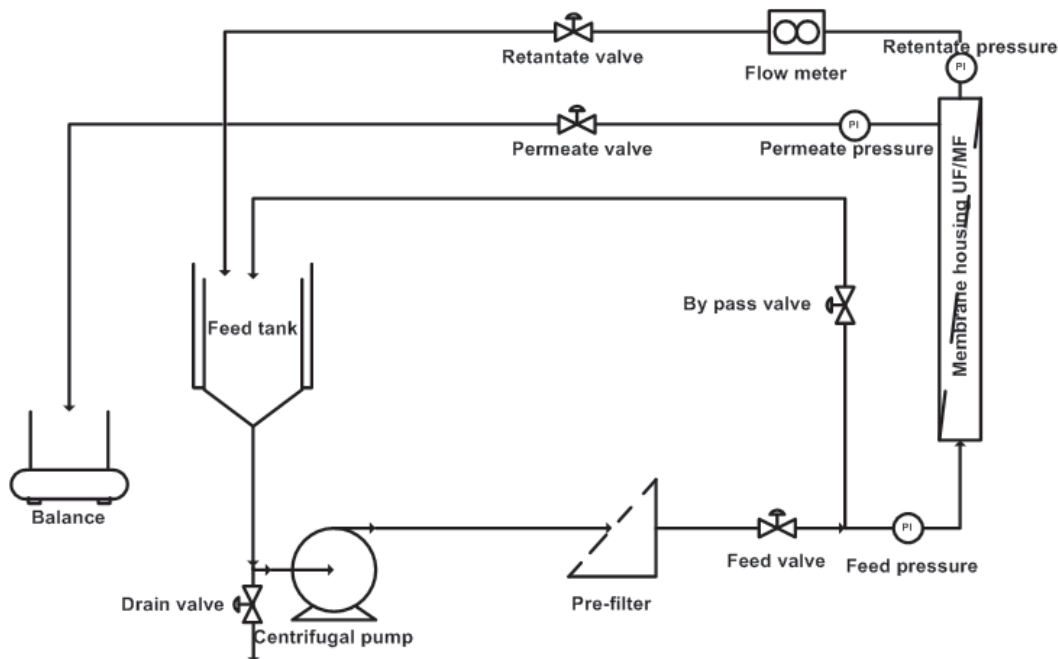 Retentate pressure
PI
Retantate valve
Flow meter
PI
Permeate valve
Permeate pressure
Membrane housing UF/MF
By pass valve
Feed tank
Balance
Feed valve
PI
Feed pressure
Pre-filter
Drain valve
Centrifugal pump